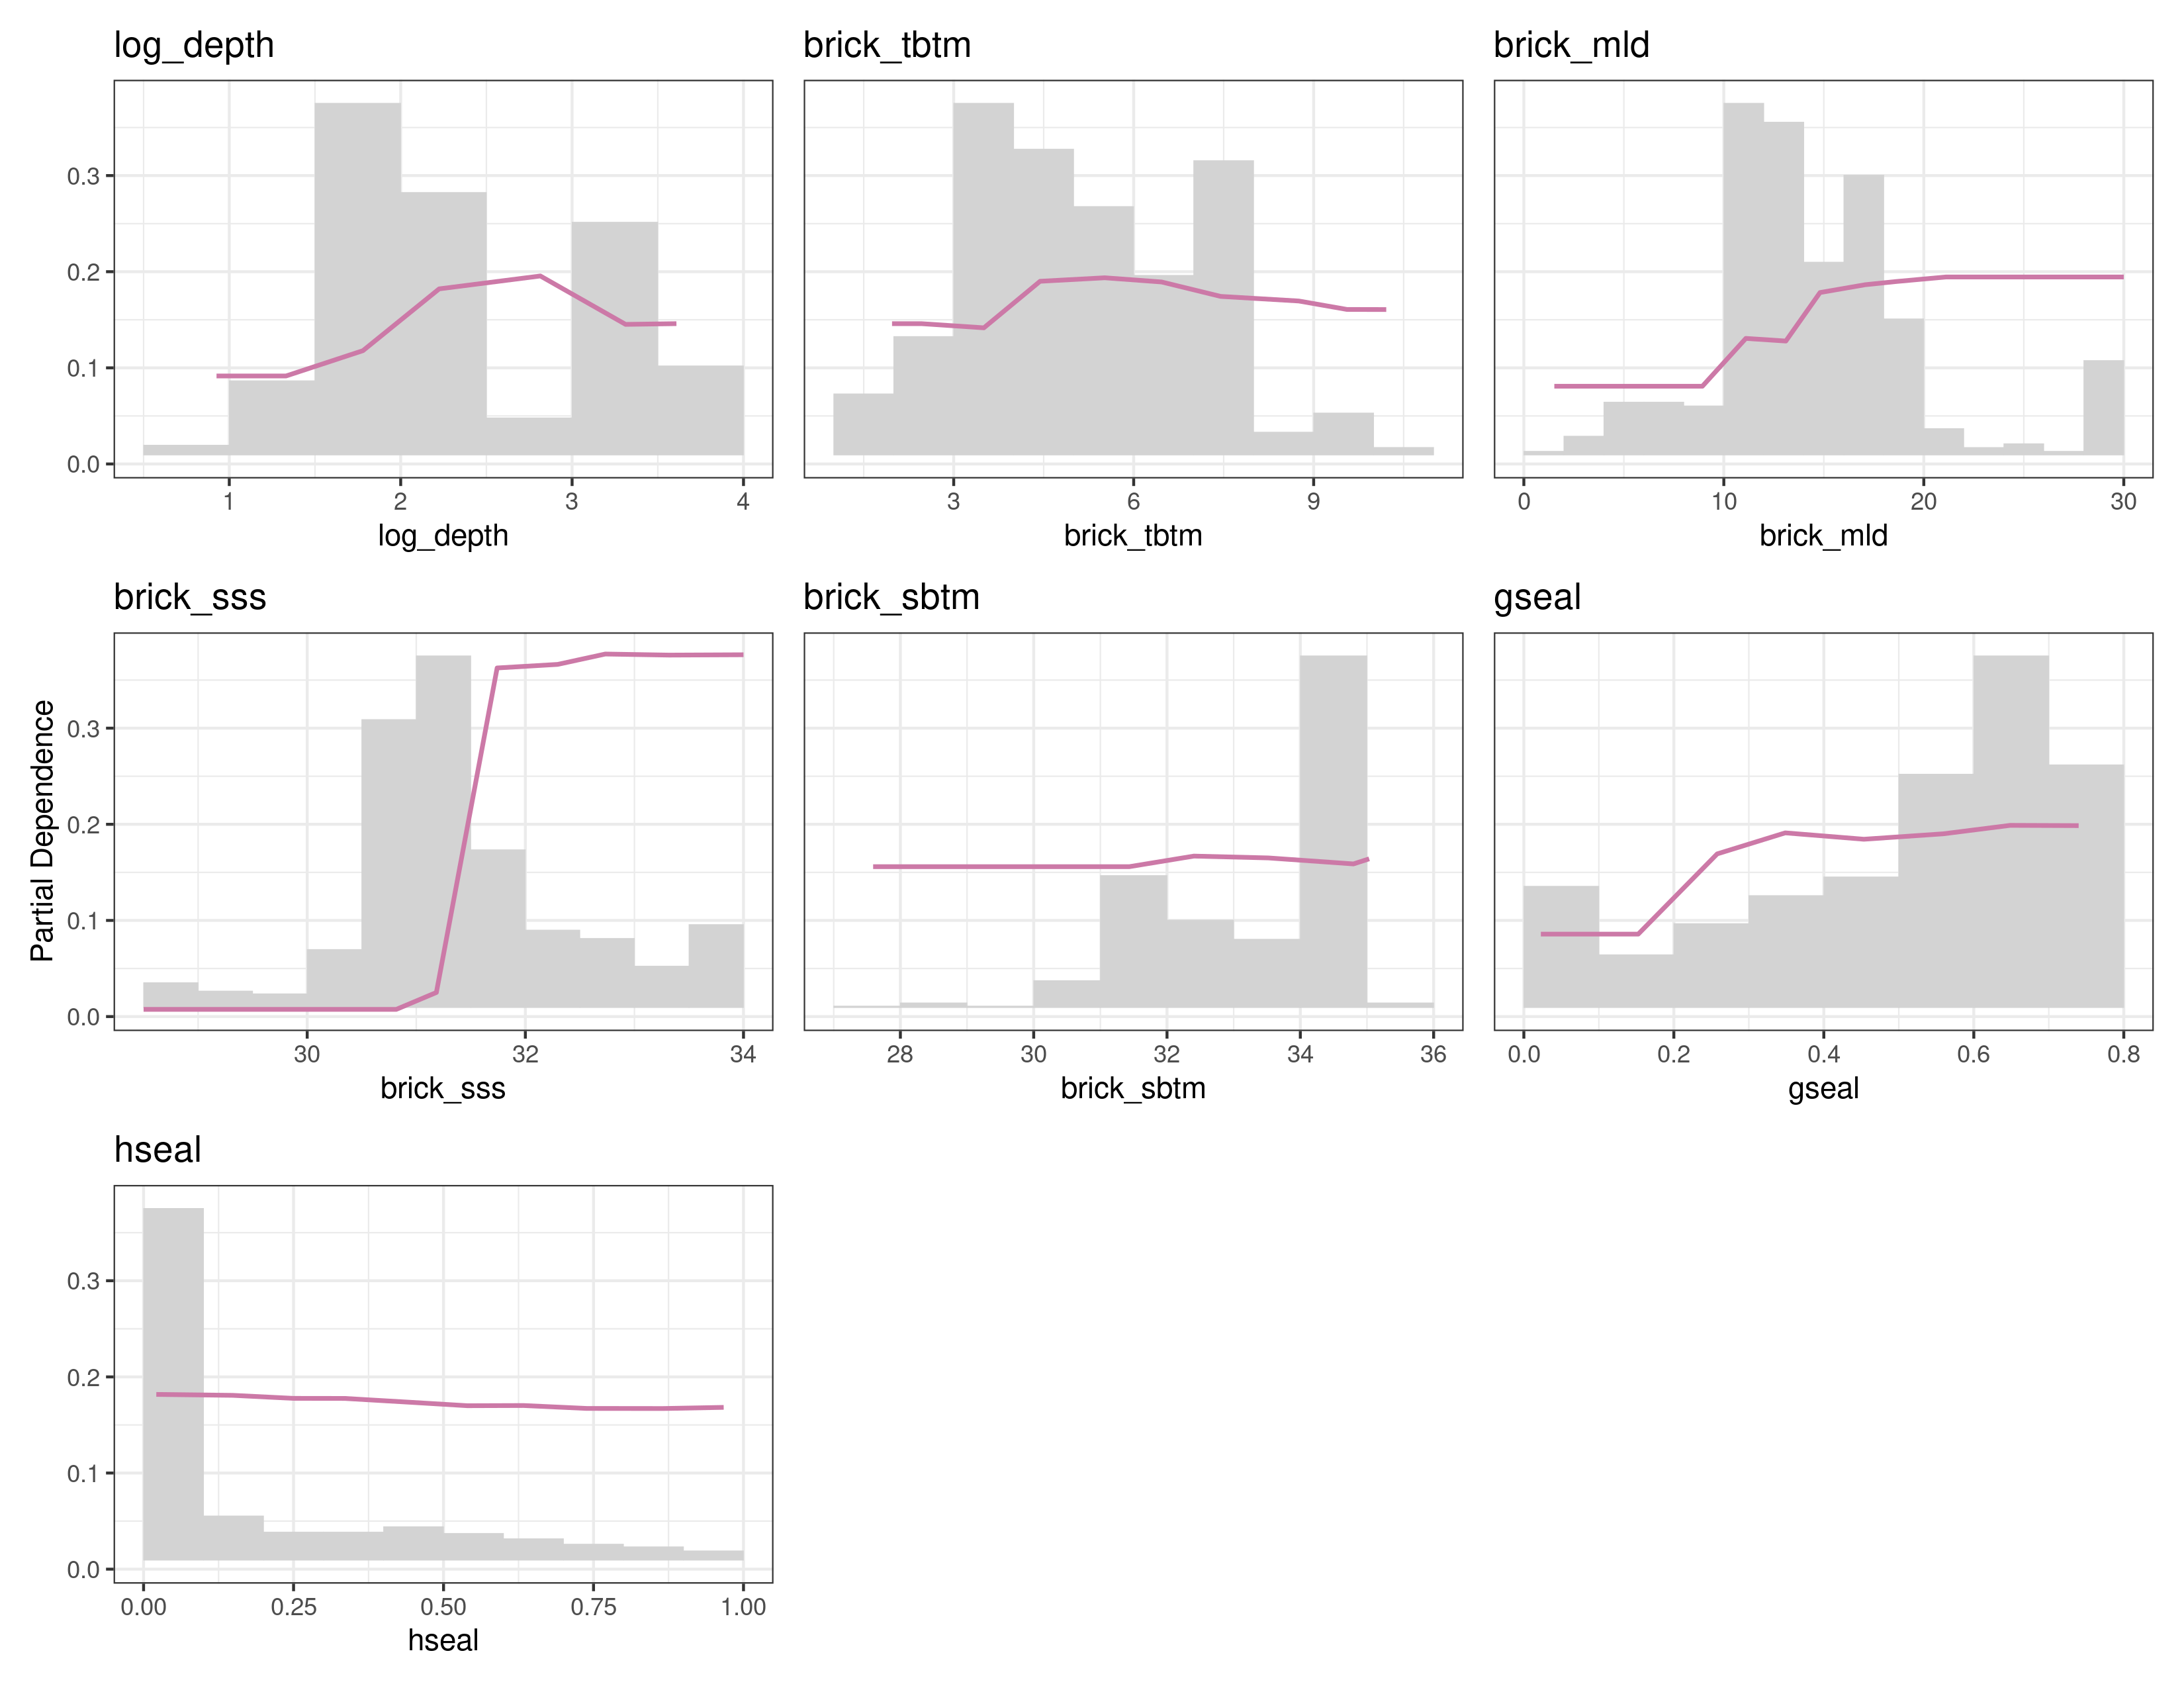 log_depth
brick_tbtm
brick_mld
0.3
0.2
0.1
0.0
1 2 3 4
3 6 9
0 10 20 30
log_depth
brick_tbtm
brick_mld
brick_sss
brick_sbtm
gseal
Partial Dependence
0.3
0.2
0.1
0.0
30 32 34
28 30 32 34 36
0.0 0.2 0.4 0.6 0.8
brick_sss
brick_sbtm
gseal
hseal
0.3
0.2
0.1
0.0
0.00 0.25 0.50 0.75 1.00
hseal